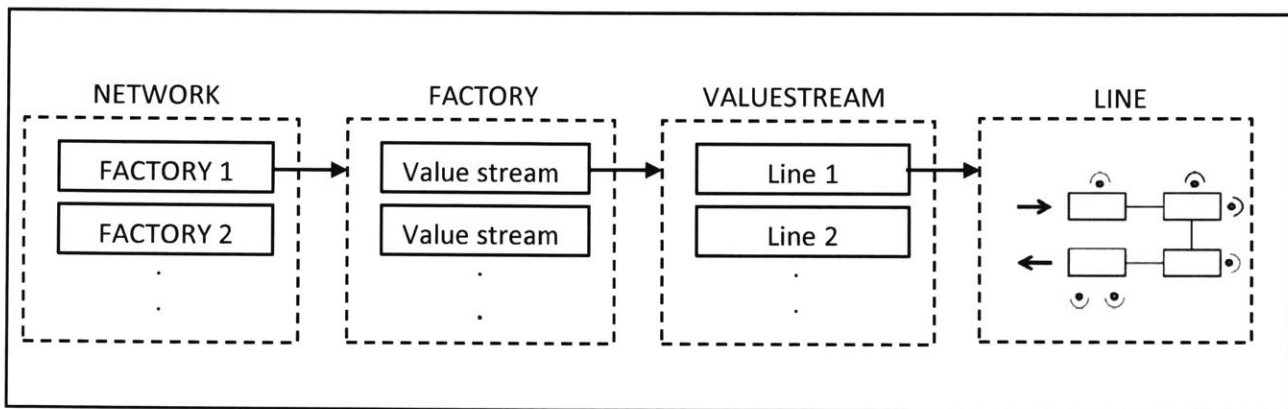 NETWORK
FACTORY
VALUESTREAM
LINE
FACTORY 1
Value stream
Line 1
FACTORY 2
Value stream
Line 2